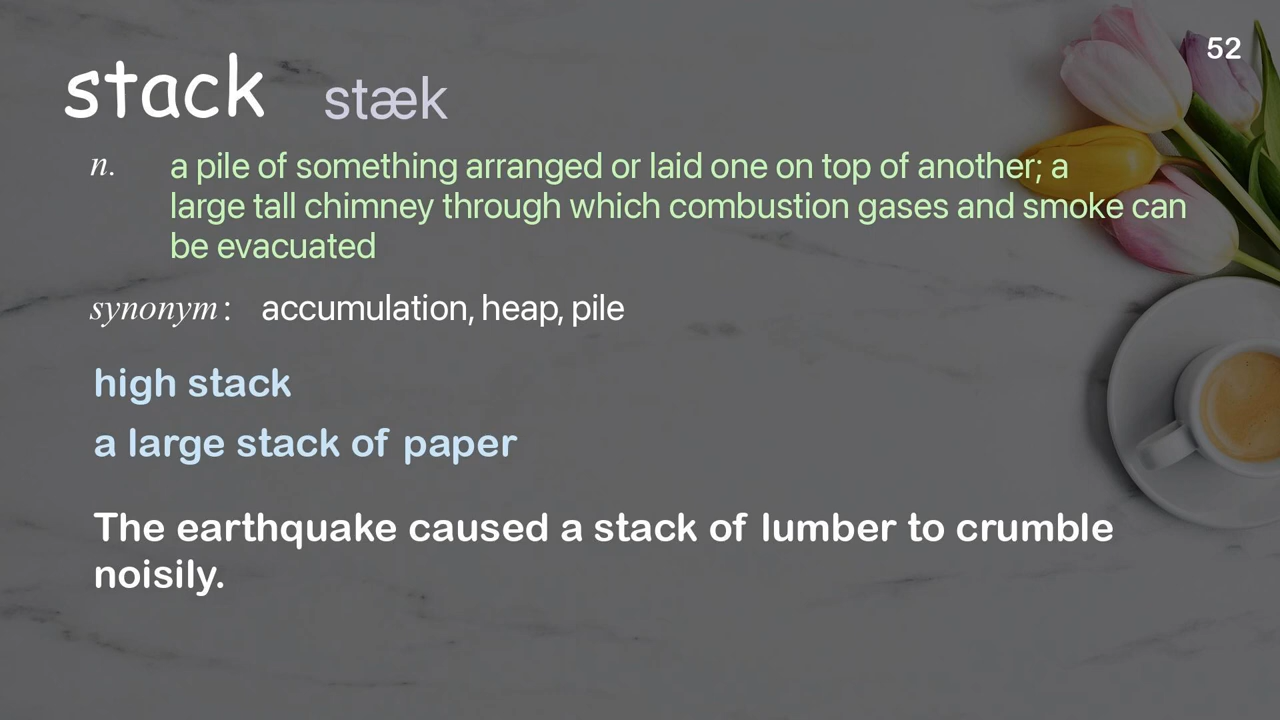 52
stack stæk
n. a pile of something arranged or laid one on top of another; a
large tall chimney through which combustion gases and smoke can
be evacuated
synonym: accumulation, heap, pile
high stack
a large stack of paper
The earthquake caused a stack of lumber to crumble
noisily.